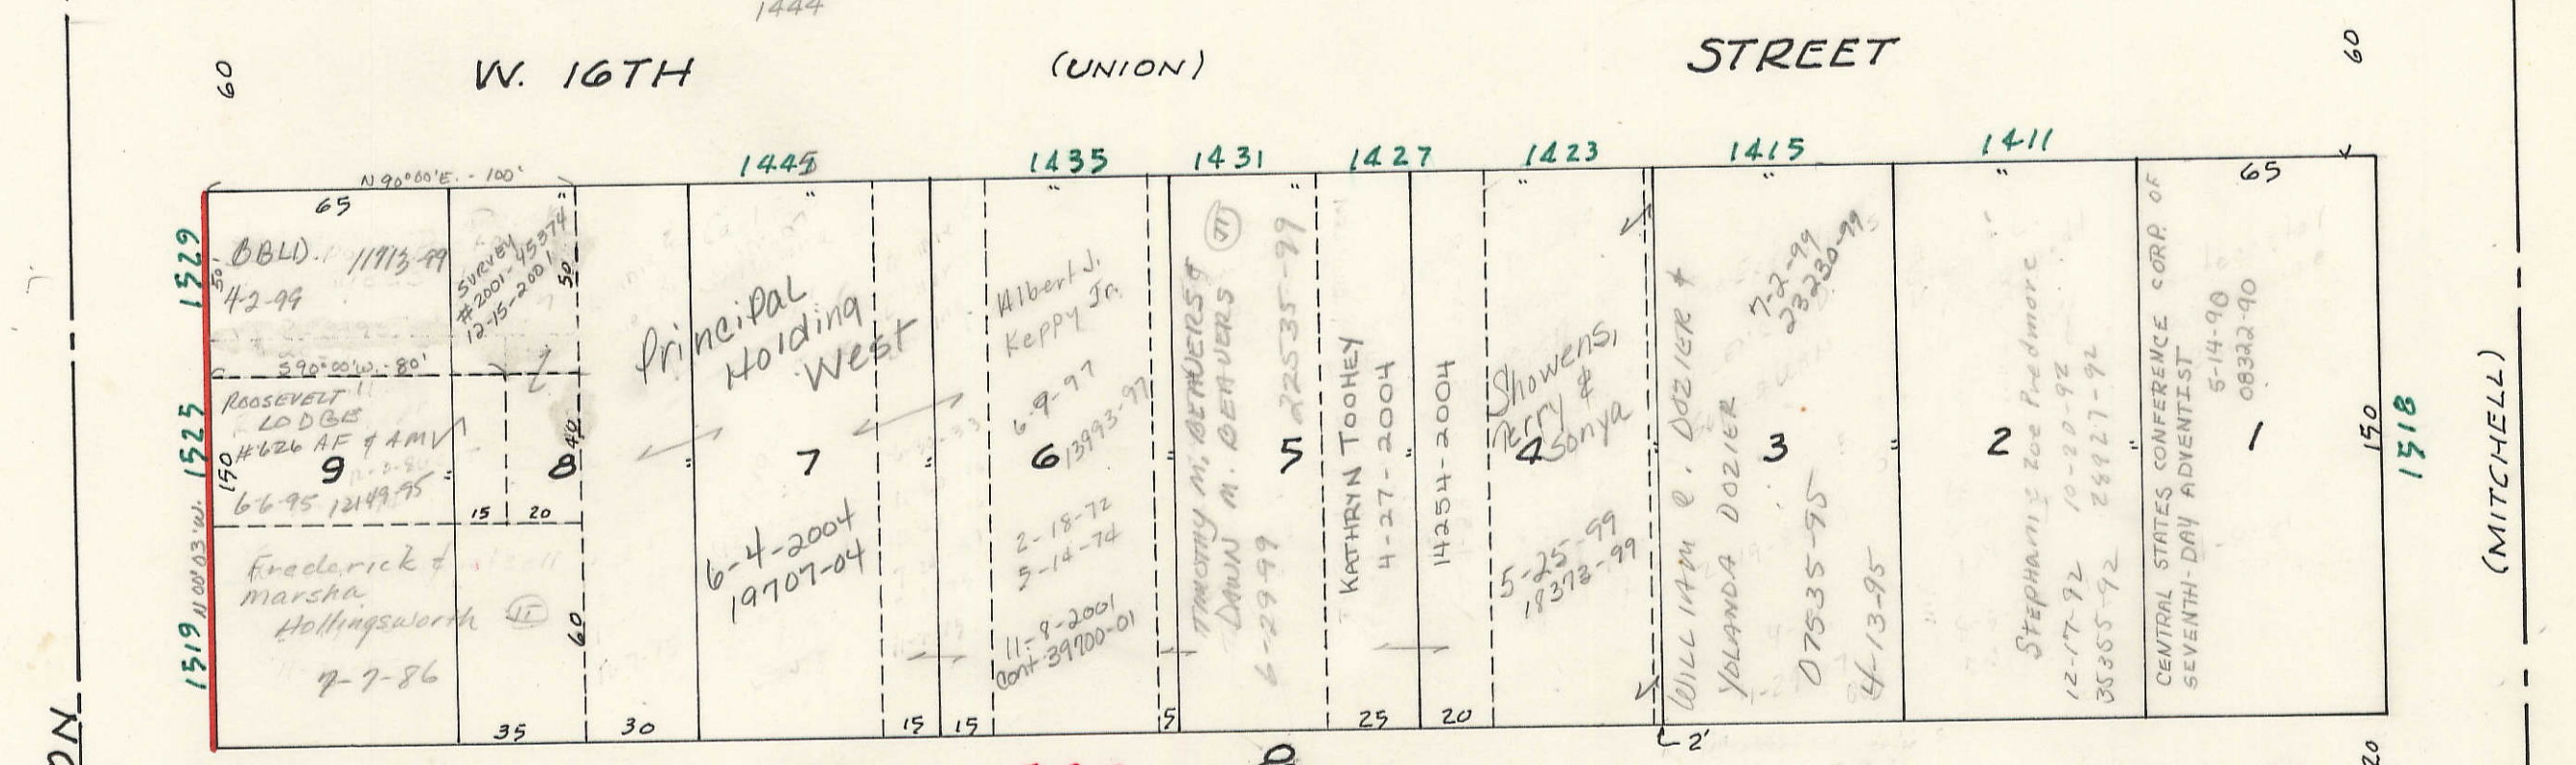 1444
W. 16TH (UNION) STREET
60
60
1445 1435 1431 1427 1423 1415 1411
N 90°00'E. - 100'
65
BBLD. 11713-99
50'
4-2-99
S 90°00'W. - 80'
ROOSEVELT
LODGE
#626 AF & AM
9
150
6-6-95 12149-95
Frederick &
Marsha
Hollingsworth
7-7-86
1529
1525
1519
N 00°03'W.
SURVEY
#2001-45374
12-15-2001
50
40
8
15 20
60
35
30
Principal
Holding
West
7
6-4-2004
19707-04
15
15
Albert J.
Keppy Jr.
6-9-97
13993-97
6
2-18-72
5-14-74
11-8-2001
Cont 39700-01
5
TIMOTHY M. BEAVERS &
DAWN M. BEAVERS
JT
6-29-99 22535-99
5
KATHRYN TOOHEY
4-27-2004
14254-2004
25
20
Showens,
Terry &
Sonya
4
5-25-99
18373-99
2'
WILLIAM C. DOZIER &
YOLANDA DOZIER
7-2-99
23230-99
3
07535-95
4-13-95
2
Stephanie Zoe Predmore
12-17-92 10-20-92
35355-92 28927-92
CENTRAL STATES CONFERENCE CORP. OF
SEVENTH-DAY ADVENTIST
5-14-90
08322-90
65
1
150
1518
(MITCHELL)
ON
20